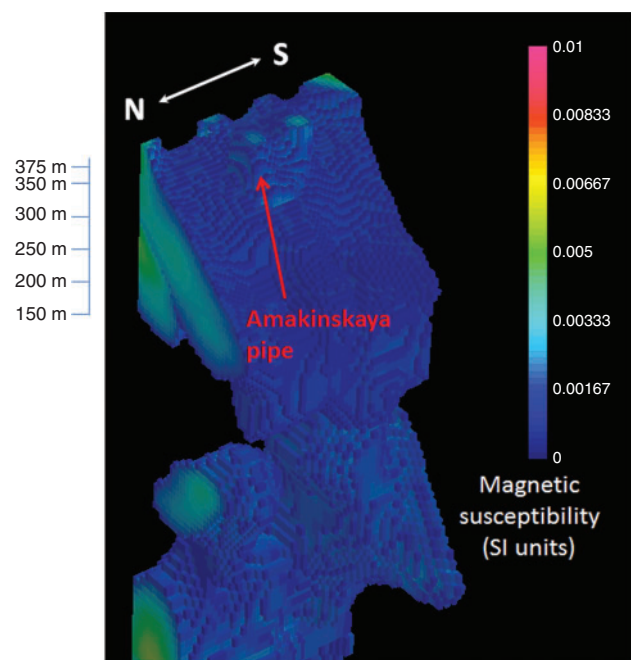 S
N
375 m
350 m
300 m
250 m
200 m
150 m
Amakinskaya
pipe
0.01
0.00833
0.00667
0.005
0.00333
0.00167
0
Magnetic
susceptibility
(SI units)